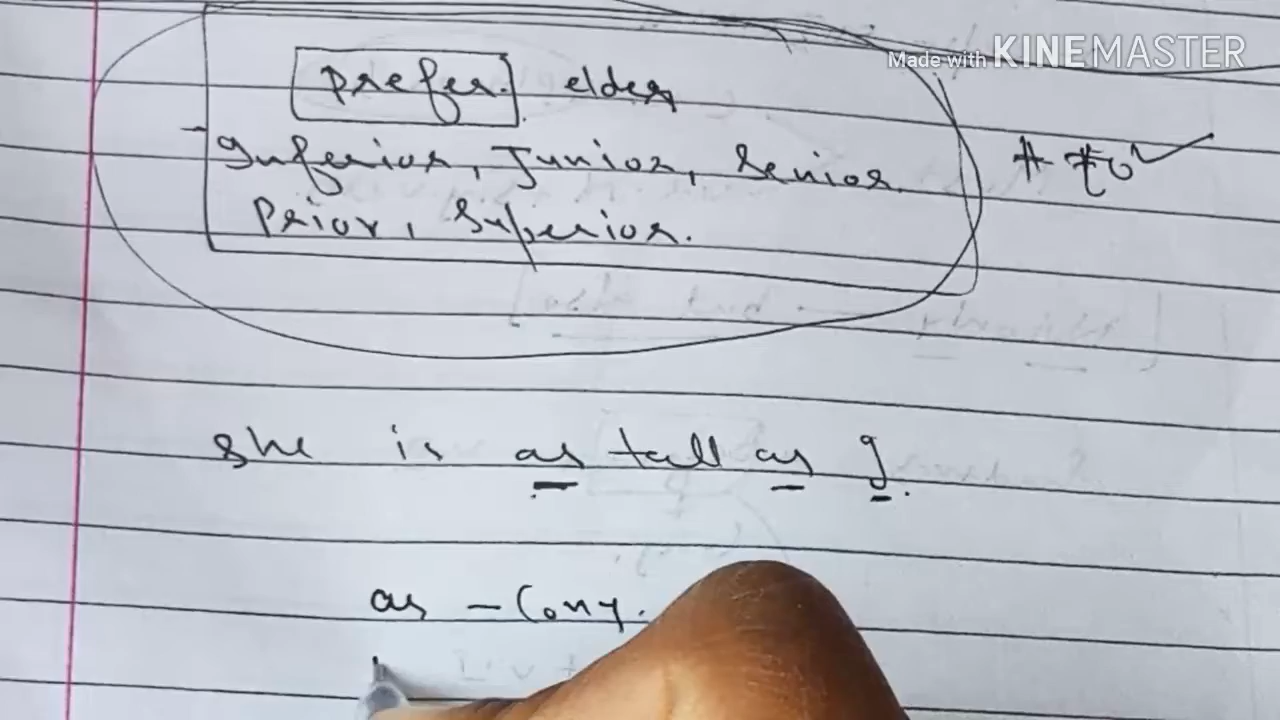 Made with KINEMASTER
prefer. elder
Inferior, Junior, Senior. # to
Prior, Superior.
She is as tall as I.
as - Conj.